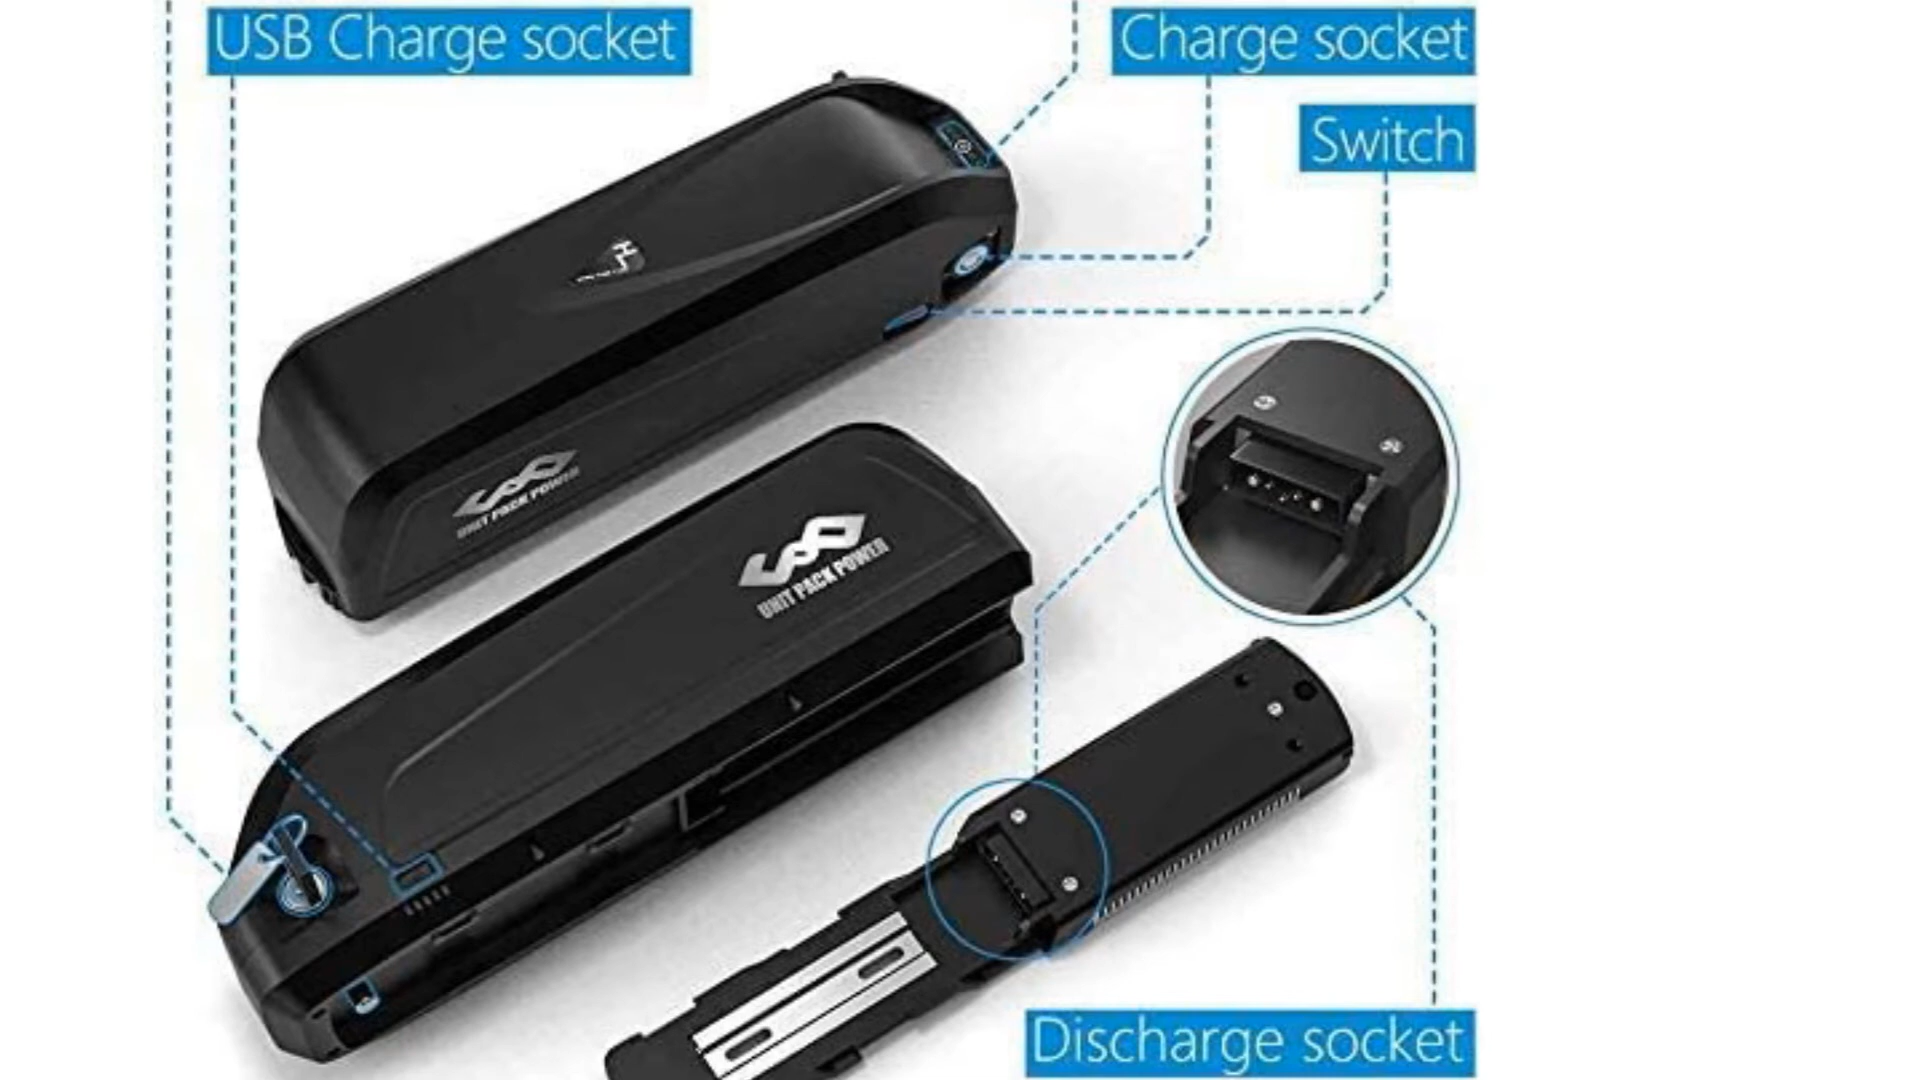 USB Charge socket
Charge socket
Switch
UNIT PACK POWER
UNIT PACK POWER
Discharge socket